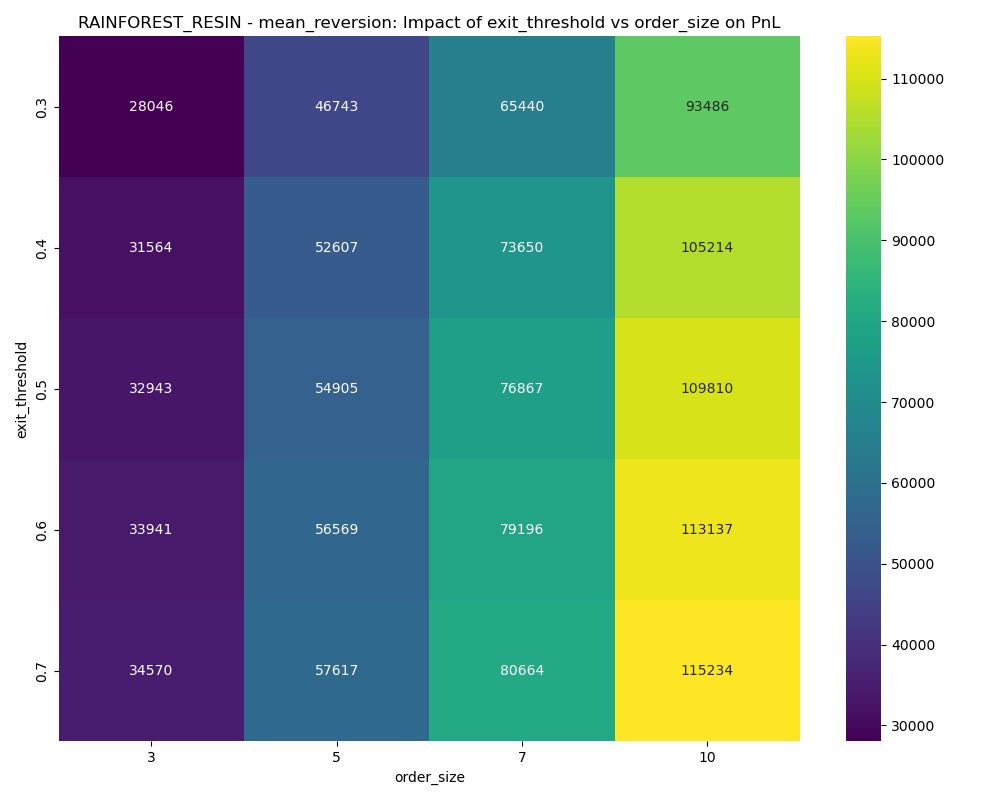 RAINFOREST_RESIN - mean_reversion: Impact of exit_threshold vs order_size on PnL
exit_threshold
0.3 28046 46743 65440 93486
0.4 31564 52607 73650 105214
0.5 32943 54905 76867 109810
0.6 33941 56569 79196 113137
0.7 34570 57617 80664 115234
3 5 7 10
order_size
110000
100000
90000
80000
70000
60000
50000
40000
30000